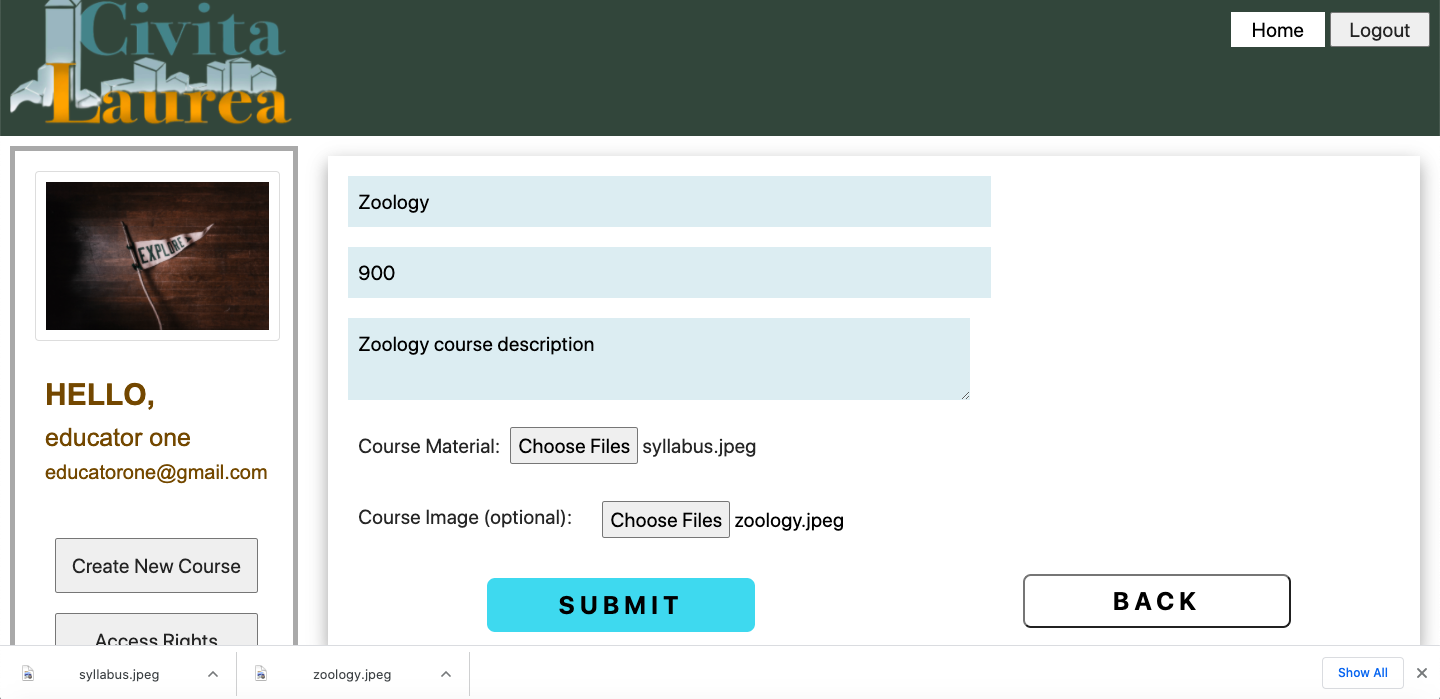 Civita
Laurea
Home Logout
EXPLORE
HELLO,
educator one
educatorone@gmail.com
Create New Course
Access Rights
Zoology
900
Zoology course description
Course Material: Choose Files syllabus.jpeg
Course Image (optional): Choose Files zoology.jpeg
SUBMIT BACK
syllabus.jpeg zoology.jpeg Show All